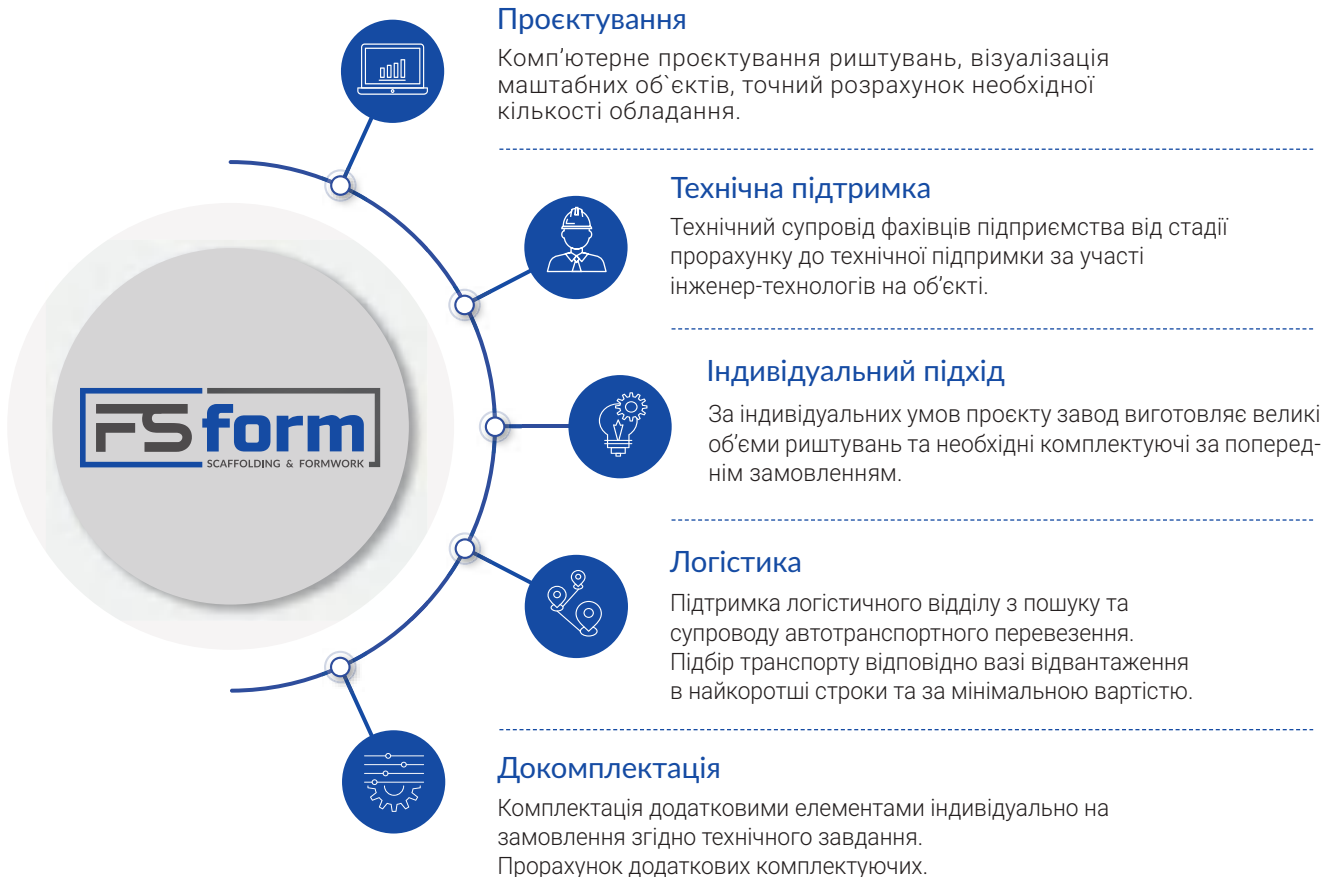 Проєктування
Комп’ютерне проєктування риштувань, візуалізація
маштабних об`єктів, точний розрахунок необхідної
кількості обладання.
Технічна підтримка
Технічний супровід фахівців підприємства від стадії
прорахунку до технічної підпримки за участі
інженер-технологів на об’єкті.
FSform
SCAFFOLDING & FORMWORK
Індивідуальний підхід
За індивідуальних умов проєкту завод виготовляє великі
об’єми риштувань та необхідні комплектуючі за поперед-
нім замовленням.
Логістика
Підтримка логістичного відділу з пошуку та
супроводу автотранспортного перевезення.
Підбір транспорту відповідно вазі відвантаження
в найкоротші строки та за мінімальною вартістю.
Докомплектація
Комплектація додатковими елементами індивідуально на
замовлення згідно технічного завдання.
Прорахунок додаткових комплектуючих.